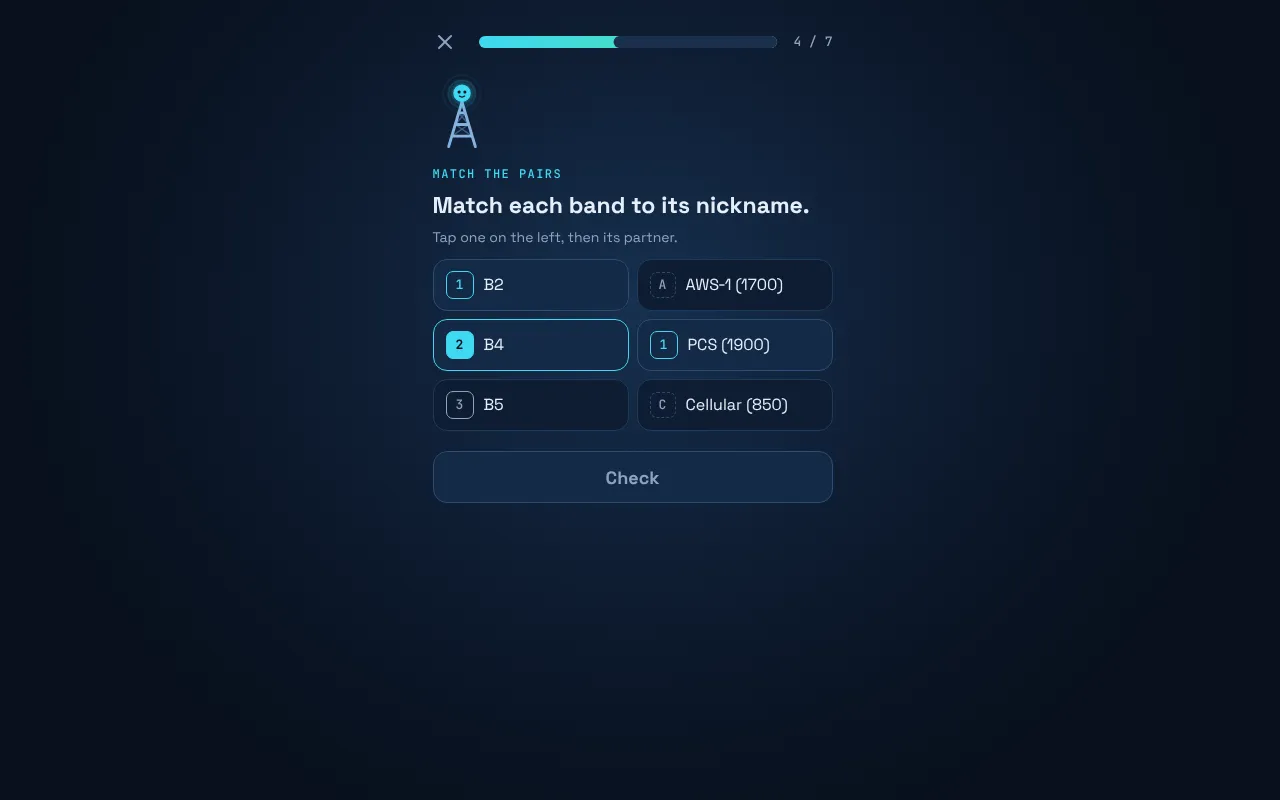 4 / 7
MATCH THE PAIRS
Match each band to its nickname.
Tap one on the left, then its partner.
1 B2
A AWS-1 (1700)
2 B4
1 PCS (1900)
3 B5
C Cellular (850)
Check